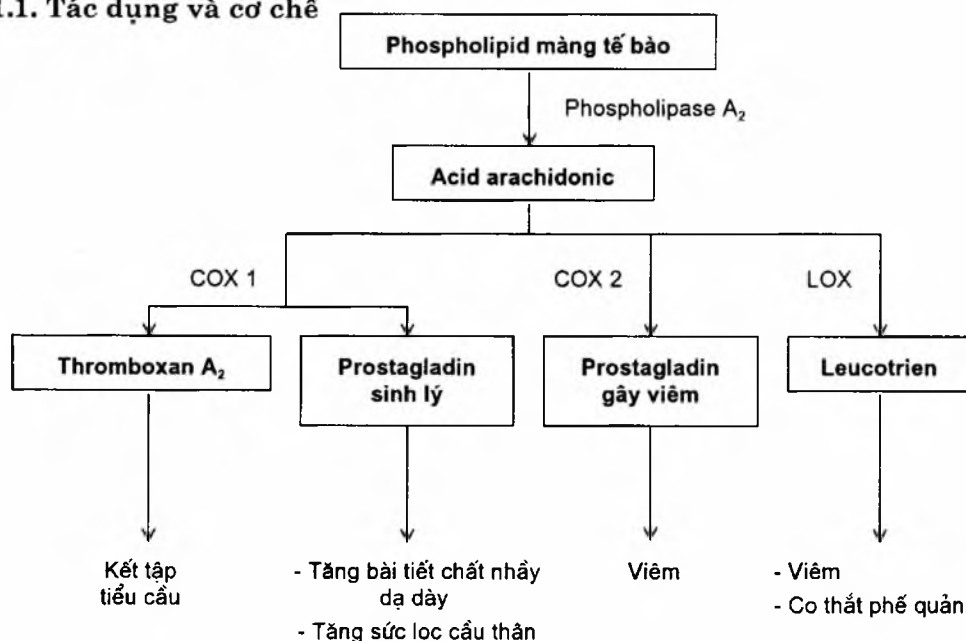 .1. Tác dụng và cơ chế
Phospholipid màng tế bào
Phospholipase A₂
Acid arachidonic
COX 1
COX 2
LOX
Thromboxan A₂
Prostagladin
sinh lý
Prostagladin
gây viêm
Leucotrien
Kết tập
tiểu cầu
- Tăng bài tiết chất nhầy
dạ dày
- Tăng sức lọc cầu thận
Viêm
- Viêm
- Co thắt phế quản